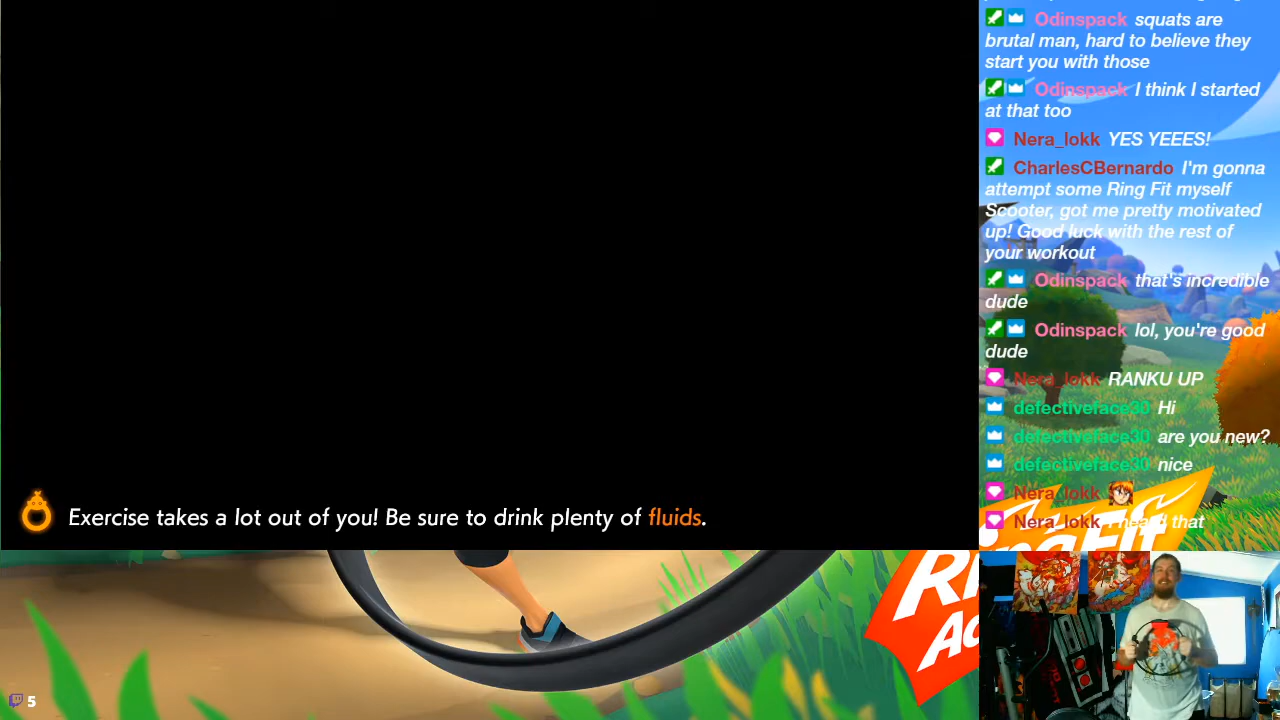 Odinspack squats are
brutal man, hard to believe they
start you with those
Odinspack I think I started
at that too
Nera_lokk YES YEEES!
CharlesCBernardo I'm gonna
attempt some Ring Fit myself
Scooter, got me pretty motivated
up! Good luck with the rest of
your workout
Odinspack that's incredible
dude
Odinspack lol, you're good
dude
Nera_lokk RANKU UP
defectiveface30 Hi
defectiveface30 are you new?
defectiveface30 nice
Nera_lokk
Nera_lokk I heard that
Exercise takes a lot out of you! Be sure to drink plenty of fluids.
5